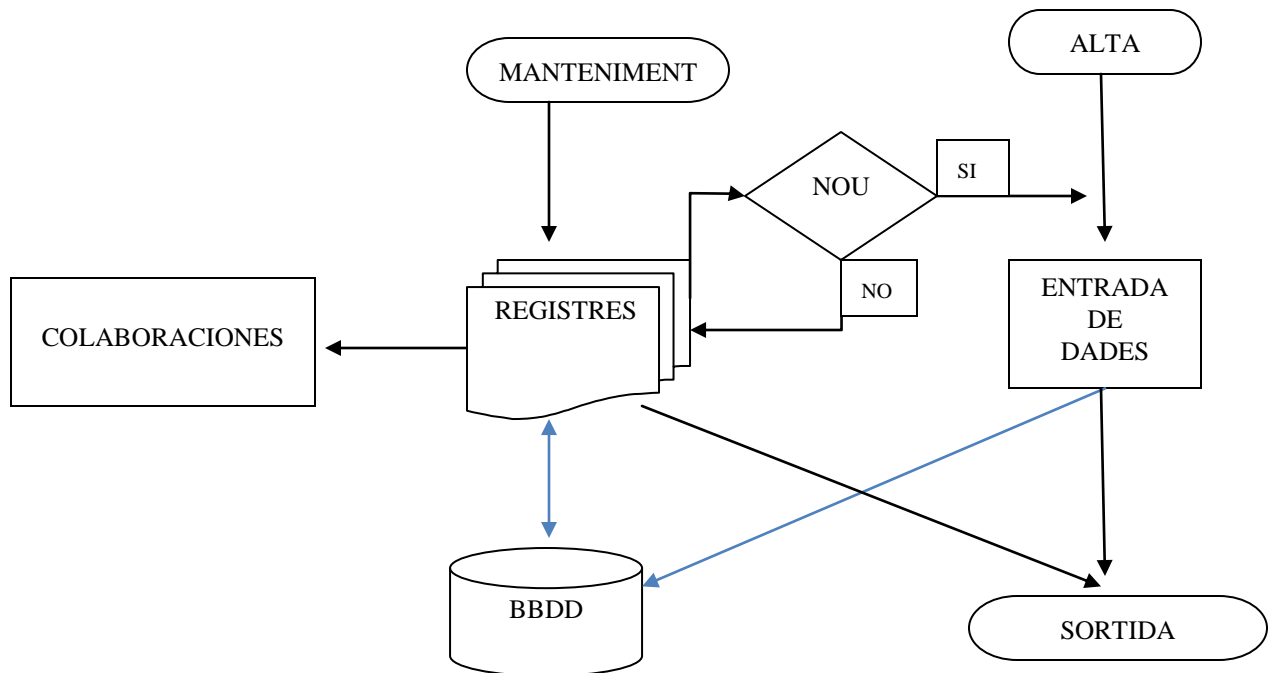 ALTA
MANTENIMENT
NOU
SI
NO
REGISTRES
ENTRADA
DE
DADES
COLABORACIONES
BBDD
SORTIDA